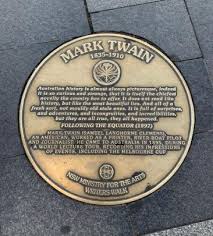 MARK TWAIN
1835-1910
Australian history is almost always picturesque, indeed
it is so curious and strange, that it is itself the chiefest
novelty the country has to offer. It does not read like
history, but like the most beautiful lies. And all of a
fresh sort, not mouldy old stale ones. It is full of surprises,
and adventures, and incongruities, and incredibilities,
but they are all true, they all happened.
FOLLOWING THE EQUATOR (1897)
MARK TWAIN (SAMUEL LANGHORNE CLEMENS),
AN AMERICAN, WORKED AS A PRINTER, RIVER BOAT PILOT
AND JOURNALIST. HE CAME TO AUSTRALIA IN 1895, DURING
A WORLD LECTURE TOUR, RECORDING HIS IMPRESSIONS
OF EVENTS, INCLUDING THE MELBOURNE CUP.
NSW MINISTRY FOR THE ARTS
WRITERS WALK